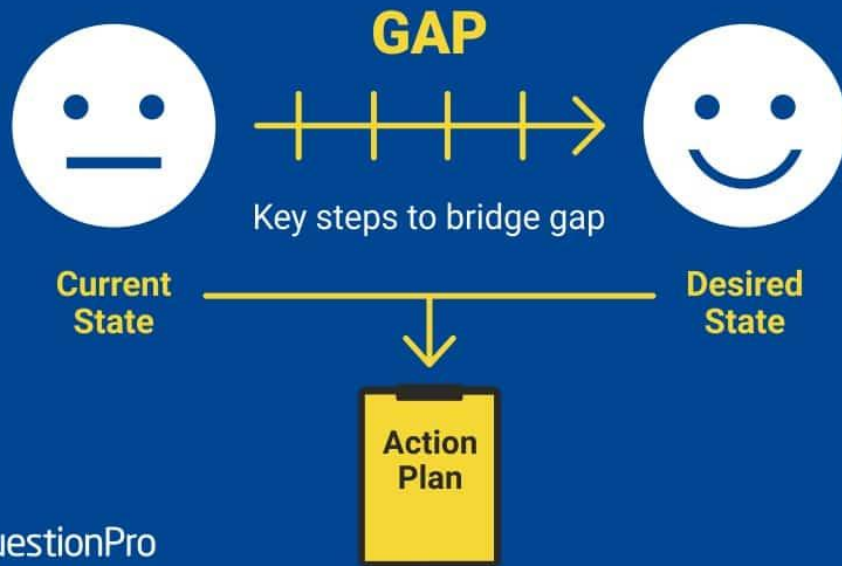 GAP
Key steps to bridge gap
Current
State
Desired
State
Action
Plan
uestionPro